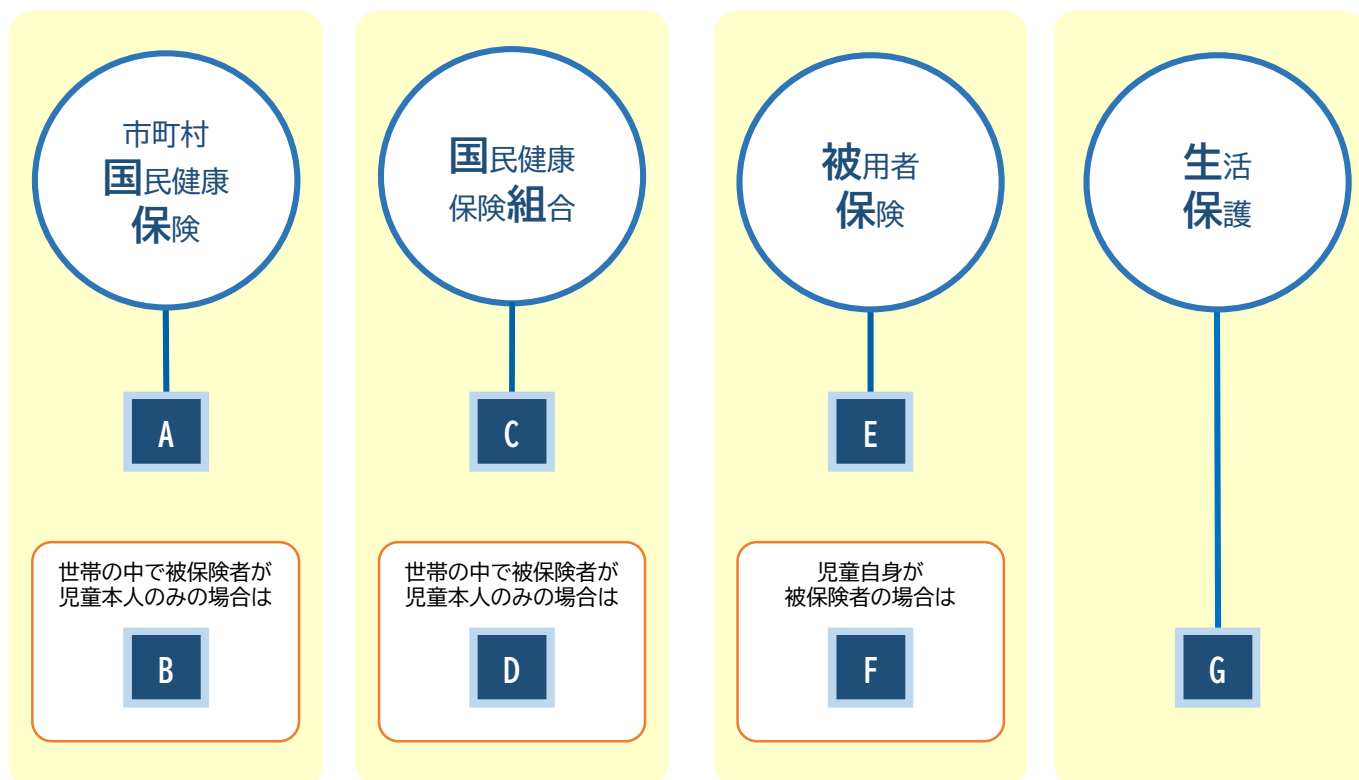 市町村
国民健康
保険
A
世帯の中で被保険者が
児童本人のみの場合は
B
国民健康
保険組合
C
世帯の中で被保険者が
児童本人のみの場合は
D
被用者
保険
E
児童自身が
被保険者の場合は
F
生活
保護
G